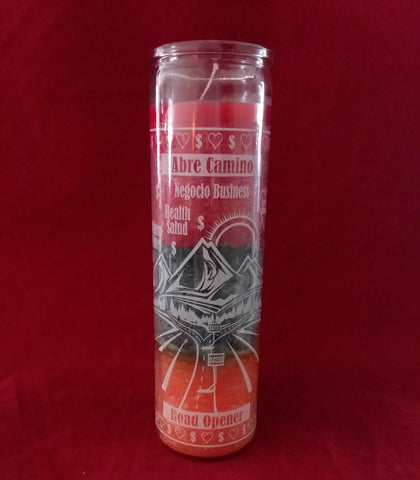 $ $ $
Abre Camino
Negocio Business
Health
Salud
$
$
Road Opener
$ $ $